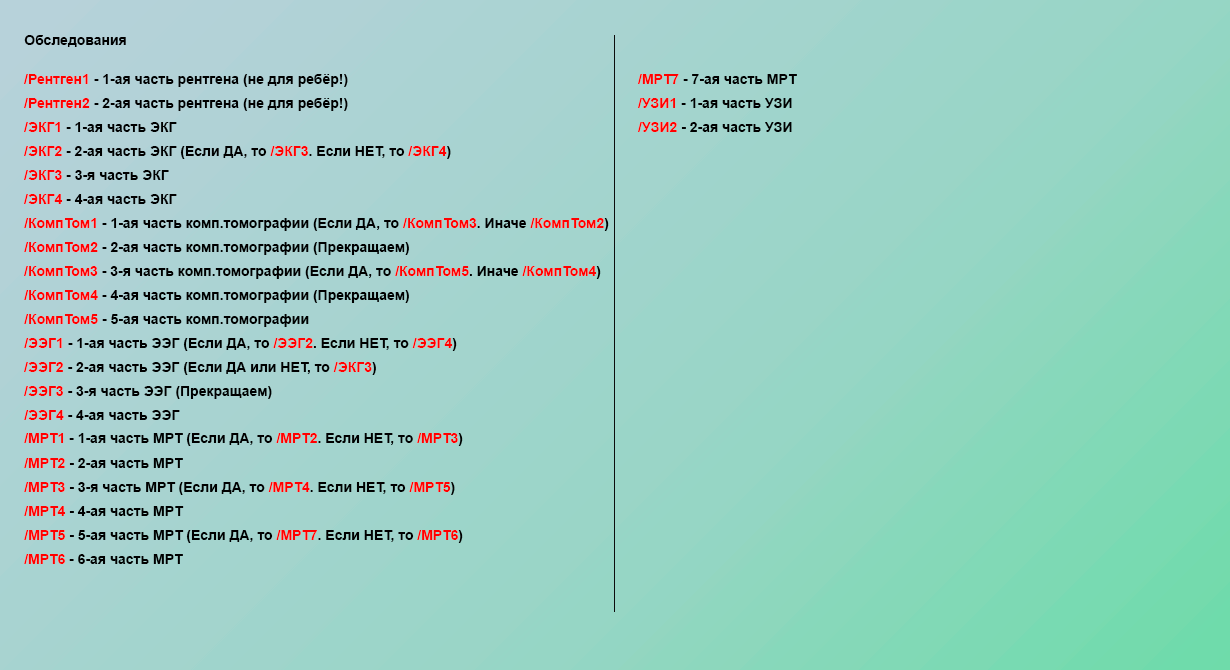 Обследования
/Рентген1 - 1-ая часть рентгена (не для ребёр!)
/Рентген2 - 2-ая часть рентгена (не для ребёр!)
/ЭКГ1 - 1-ая часть ЭКГ
/ЭКГ2 - 2-ая часть ЭКГ (Если ДА, то /ЭКГ3. Если НЕТ, то /ЭКГ4)
/ЭКГ3 - 3-я часть ЭКГ
/ЭКГ4 - 4-ая часть ЭКГ
/КомпТом1 - 1-ая часть комп.томографии (Если ДА, то /КомпТом3. Иначе /КомпТом2)
/КомпТом2 - 2-ая часть комп.томографии (Прекращаем)
/КомпТом3 - 3-я часть комп.томографии (Если ДА, то /КомпТом5. Иначе /КомпТом4)
/КомпТом4 - 4-ая часть комп.томографии (Прекращаем)
/КомпТом5 - 5-ая часть комп.томографии
/ЭЭГ1 - 1-ая часть ЭЭГ (Если ДА, то /ЭЭГ2. Если НЕТ, то /ЭЭГ4)
/ЭЭГ2 - 2-ая часть ЭЭГ (Если ДА или НЕТ, то /ЭКГ3)
/ЭЭГ3 - 3-я часть ЭЭГ (Прекращаем)
/ЭЭГ4 - 4-ая часть ЭЭГ
/МРТ1 - 1-ая часть МРТ (Если ДА, то /МРТ2. Если НЕТ, то /МРТ3)
/МРТ2 - 2-ая часть МРТ
/МРТ3 - 3-я часть МРТ (Если ДА, то /МРТ4. Если НЕТ, то /МРТ5)
/МРТ4 - 4-ая часть МРТ
/МРТ5 - 5-ая часть МРТ (Если ДА, то /МРТ7. Если НЕТ, то /МРТ6)
/МРТ6 - 6-ая часть МРТ
/МРТ7 - 7-ая часть МРТ
/УЗИ1 - 1-ая часть УЗИ
/УЗИ2 - 2-ая часть УЗИ